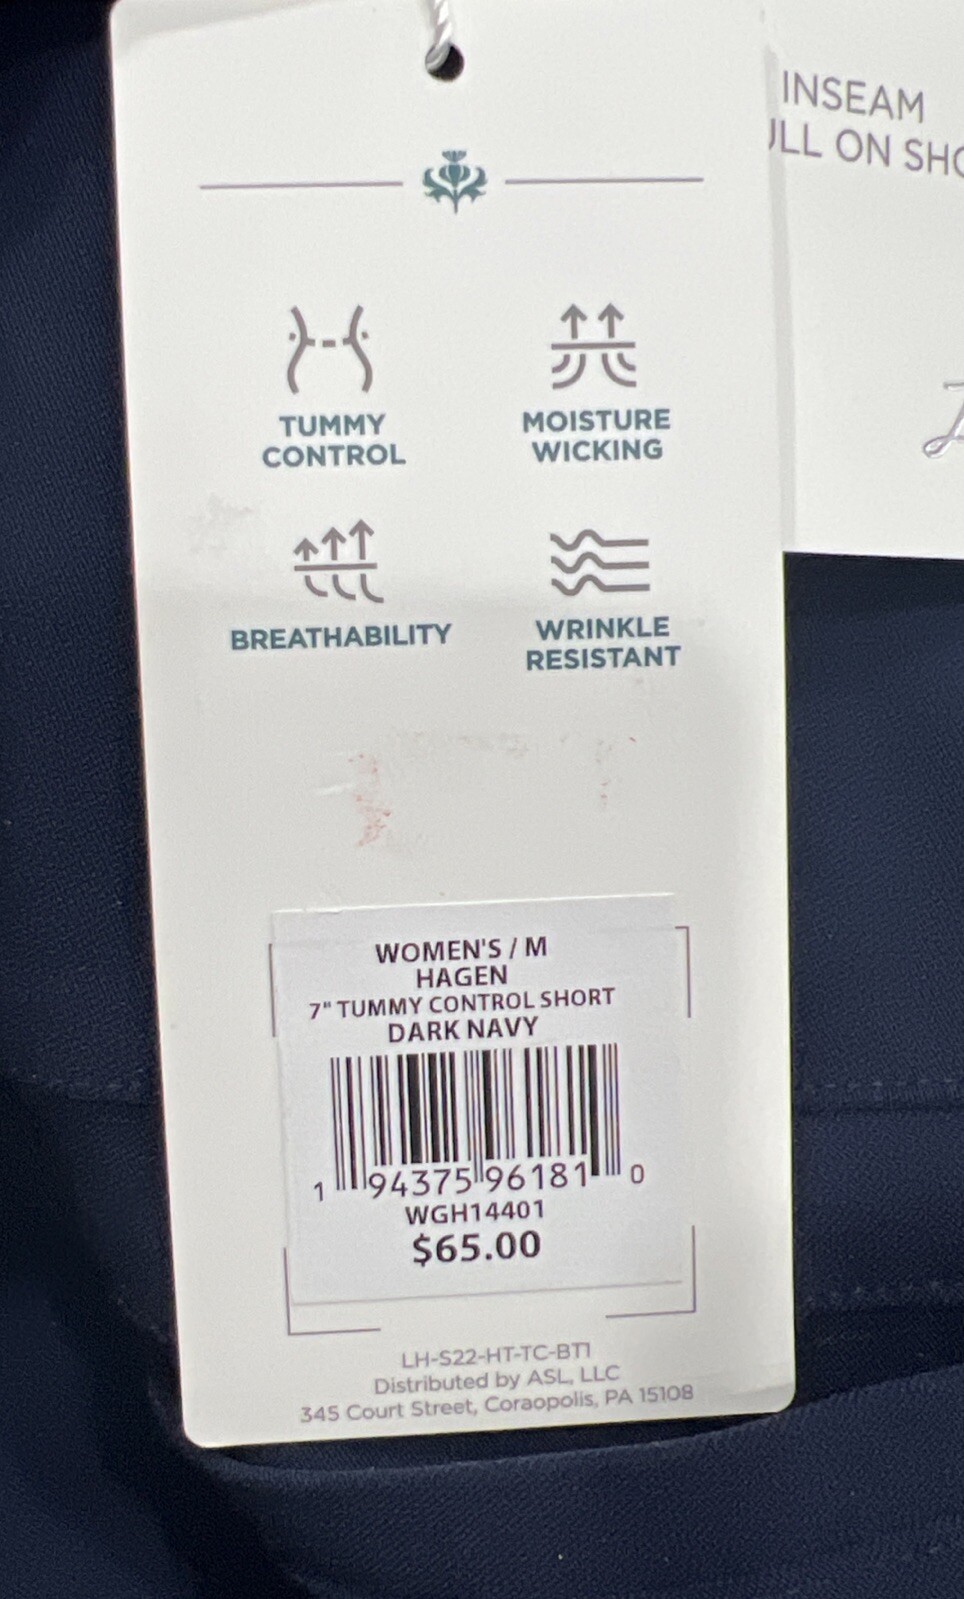 INSEAM
ON
TUMMY
CONTROL
MOISTURE
WICKING
BREATHABILITY
WRINKLE
RESISTANT
WOMEN'S / M
HAGEN
7" TUMMY CONTROL SHORT
DARK NAVY
1 94375 96181 0
WGH14401
$65.00
LH-S22-HT-TC-BT1
Distributed by ASL, LLC
345 Court Street, Coraopolis, PA 15108